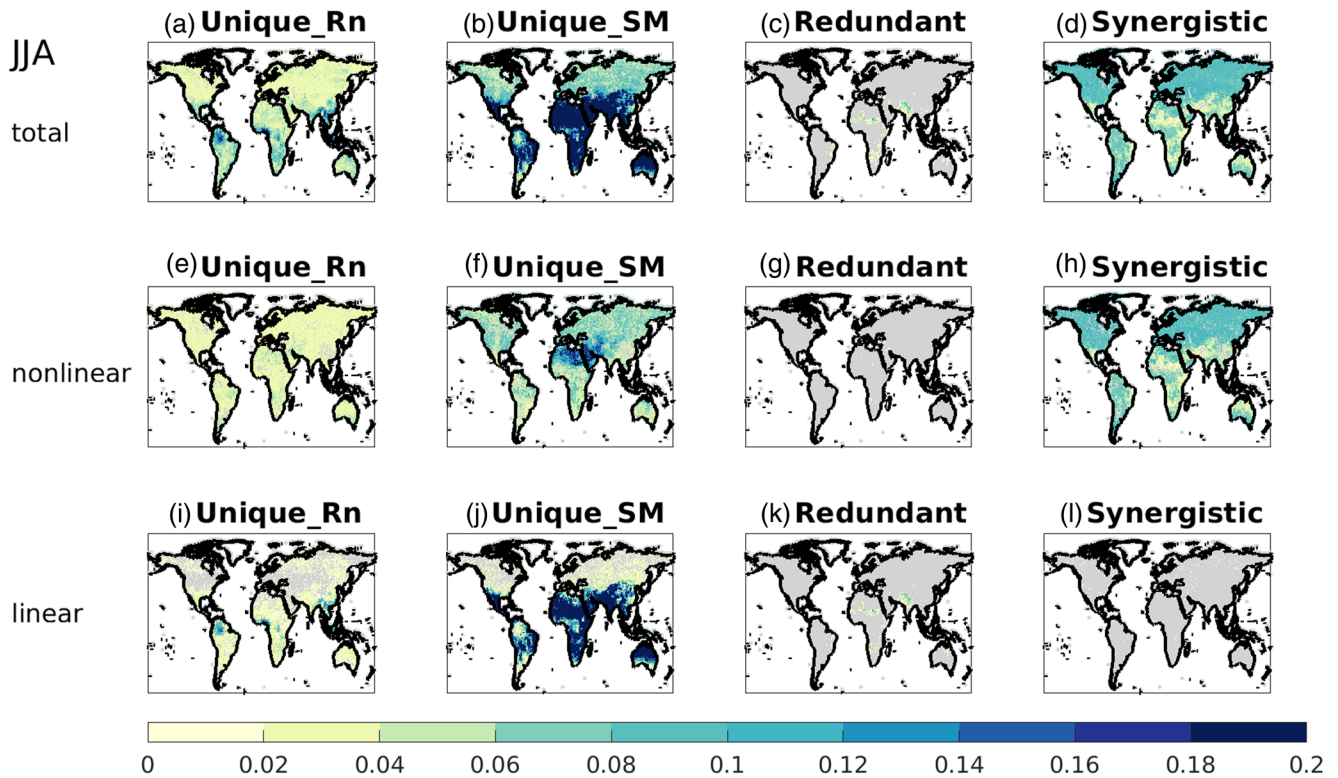 JJA
(a) Unique_Rn (b) Unique_SM (c) Redundant (d) Synergistic
total
(e) Unique_Rn (f) Unique_SM (g) Redundant (h) Synergistic
nonlinear
(i) Unique_Rn (j) Unique_SM (k) Redundant (l) Synergistic
linear
0 0.02 0.04 0.06 0.08 0.1 0.12 0.14 0.16 0.18 0.2